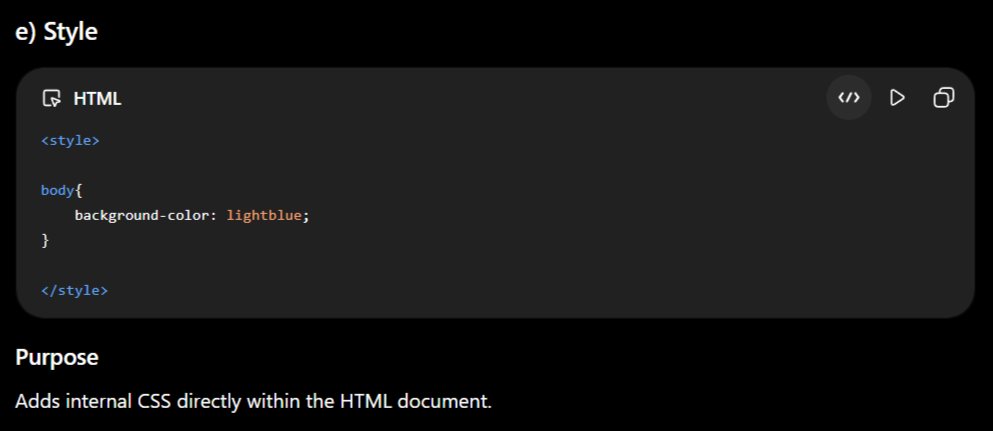 e) Style
HTML
<style>
body{
    background-color: lightblue;
}
</style>
Purpose
Adds internal CSS directly within the HTML document.